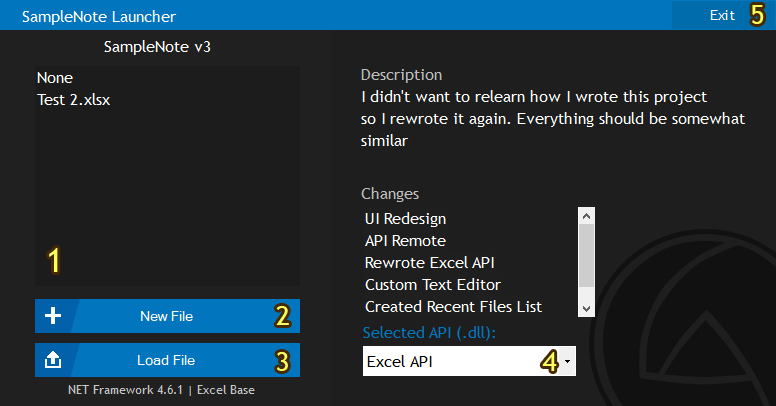 SampleNote Launcher
Exit 5
SampleNote v3
None
Test 2.xlsx
1
New File 2
Load File 3
NET Framework 4.6.1 | Excel Base
Description
I didn't want to relearn how I wrote this project
so I rewrote it again. Everything should be somewhat
similar
Changes
UI Redesign
API Remote
Rewrote Excel API
Custom Text Editor
Created Recent Files List
Selected API (.dll):
Excel API 4